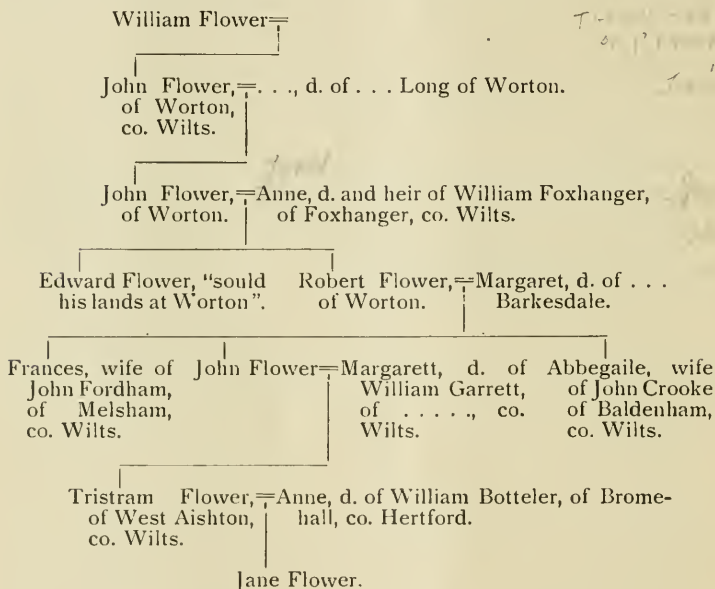 William Flower=
John Flower,=. . ., d. of . . . Long of Worton.
of Worton,
co. Wilts.
John Flower,=Anne, d. and heir of William Foxhanger,
of Worton.
of Foxhanger, co. Wilts.
Edward Flower, "sould
his lands at Worton".
Robert Flower,=Margaret, d. of . . .
of Worton.
Barkesdale.
Frances, wife of
John Fordham,
of Melsham,
co. Wilts.
John Flower=Margarett, d. of
William Garrett,
of . . . . ., co.
Wilts.
Abbegaile, wife
of John Crooke
of Baldenham,
co. Wilts.
Tristram Flower,=Anne, d. of William Botteler, of Brome-
of West Aishton,
hall, co. Hertford.
co. Wilts.
Jane Flower.